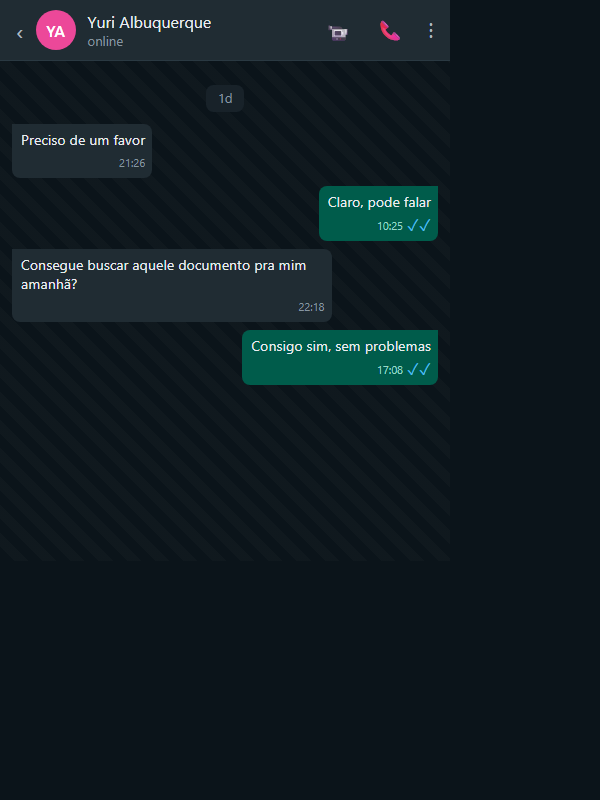 YA
Yuri Albuquerque
online
1d
Preciso de um favor
21:26
Claro, pode falar
10:25
Consegue buscar aquele documento pra mim
amanhã?
22:18
Consigo sim, sem problemas
17:08